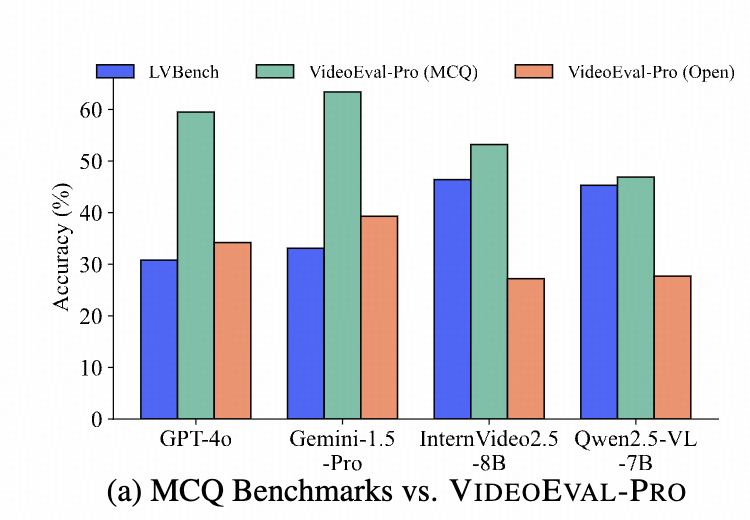 LVBench VideoEval-Pro (MCQ) VideoEval-Pro (Open)
Accuracy (%)
60
50
40
30
20
10
0
GPT-4o Gemini-1.5 InternVideo2.5 Qwen2.5-VL
-Pro -8B -7B
(a) MCQ Benchmarks vs. VIDEOEVAL-PRO